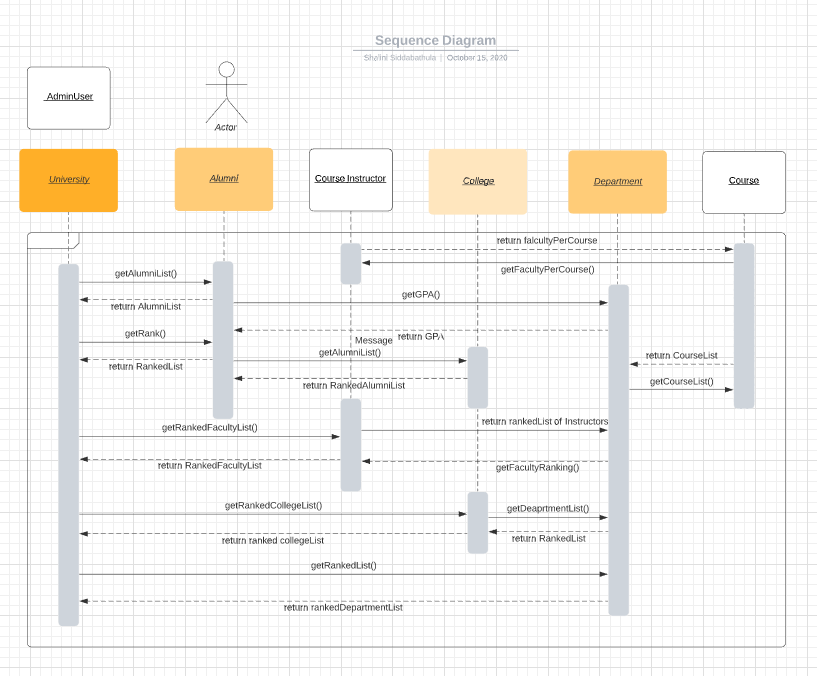 Sequence Diagram
Shalini Siddabathula | October 15, 2020
AdminUser
Actor
University
Alumni
Course Instructor
College
Department
Course
return falcultyPerCourse
getFacultyPerCourse()
getAlumniList()
getGPA()
return AlumniList
getRank()
Message
return GPA
getAlumniList()
return CourseList
return RankedList
getCourseList()
return RankedAlumniList
return rankedList of Instructors
getRankedFacultyList()
return RankedFacultyList
getFacultyRanking()
getRankedCollegeList()
getDeaprtmentList()
return ranked collegeList
return RankedList
getRankedList()
return rankedDepartmentList